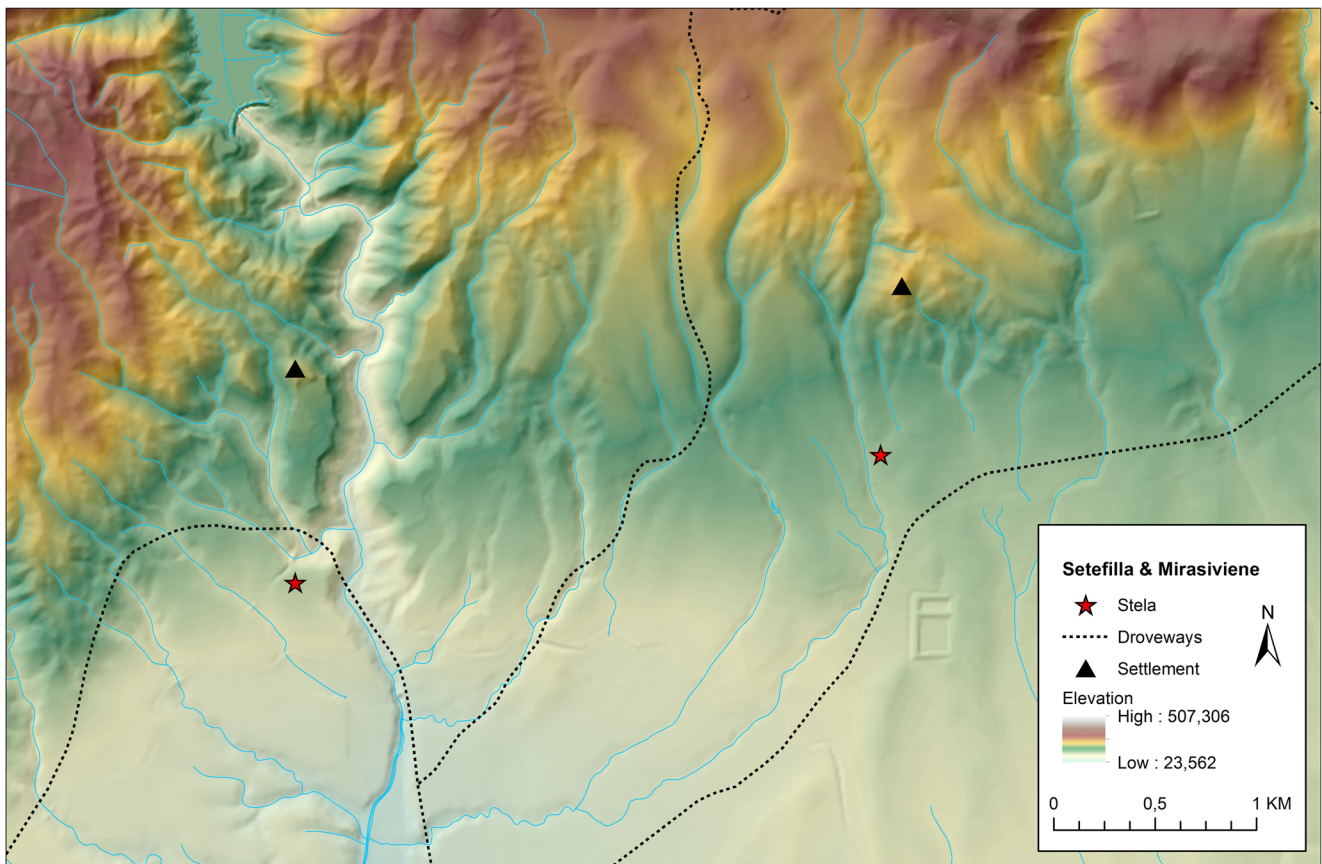 Setefilla & Mirasiviene
Stela
N
Droveways
Settlement
Elevation
High : 507,306
Low : 23,562
0 0,5 1 KM